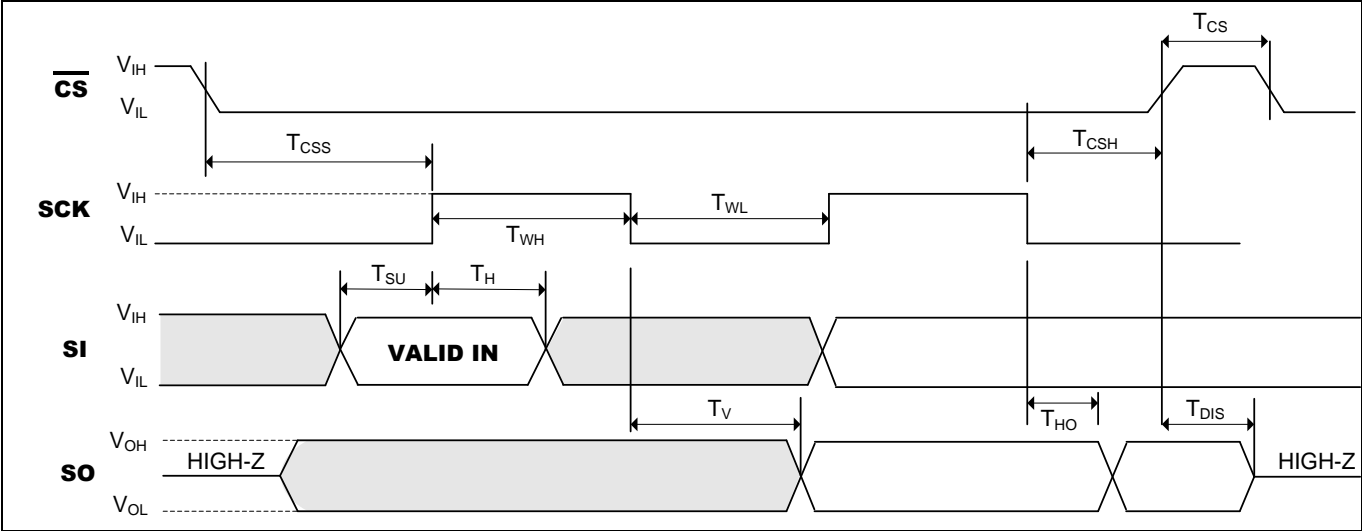 T_CS
CS V_IH
V_IL
T_CSS T_CSH
SCK V_IH
V_IL
T_WH T_WL
T_SU T_H
SI V_IH
V_IL
VALID IN
T_V T_HO T_DIS
SO V_OH
V_OL
HIGH-Z HIGH-Z